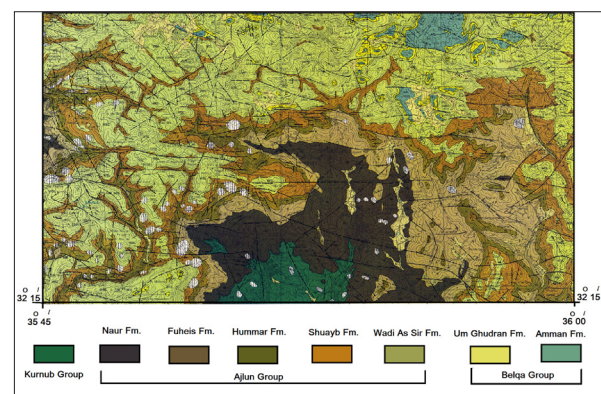 o /
32 15
o /
35 45
o /
32 15
o /
36 00
Naur Fm. Fuheis Fm. Hummar Fm. Shuayb Fm. Wadi As Sir Fm. Um Ghudran Fm. Amman Fm.
Kurnub Group
Ajlun Group
Belqa Group